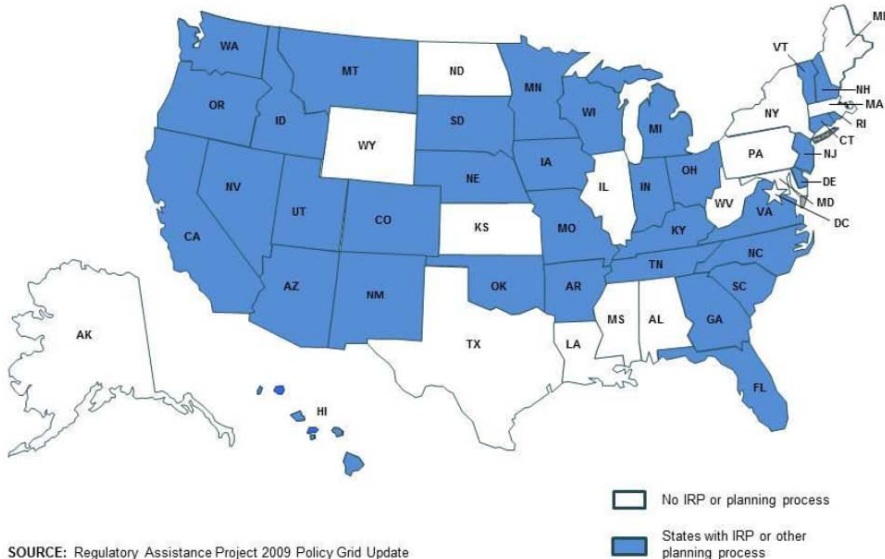 ME
WA
VT
ND
MT
MN
NH
MA
OR
NY
WI
ID
SD
MI
RI
WY
CT
PA
IA
NJ
NE
OH
NV
IL
IN
DE
UT
WV
MD
CO
VA
KS
MO
KY
DC
CA
NC
TN
OK
AR
SC
AZ
NM
MS
AL
GA
AK
TX
LA
FL
HI
No IRP or planning process
States with IRP or other
planning process
SOURCE: Regulatory Assistance Project 2009 Policy Grid Update